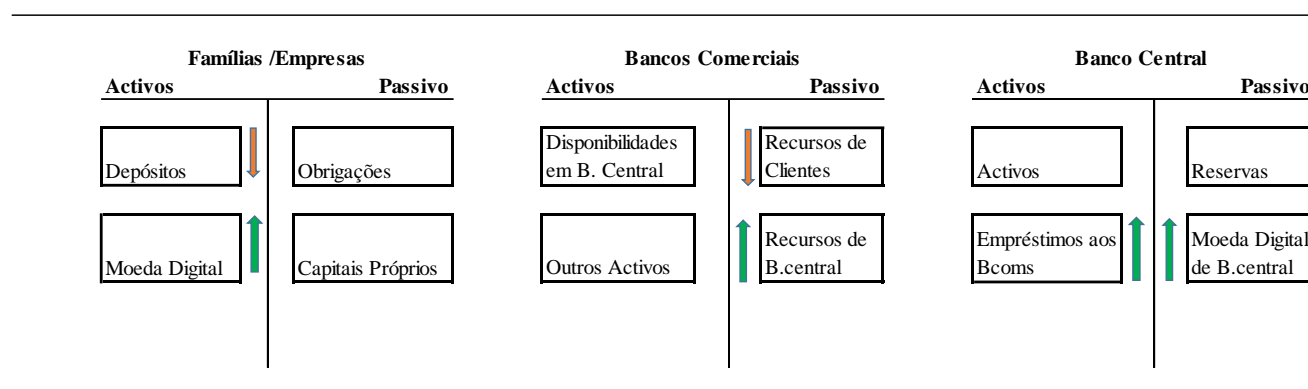 Famílias /Empresas
Activos Passivo
Depósitos
Obrigações
Moeda Digital
Capitais Próprios
Bancos Comerciais
Activos Passivo
Disponibilidades
em B. Central
Recursos de
Clientes
Outros Activos
Recursos de
B.central
Banco Central
Activos Passivo
Activos
Reservas
Empréstimos aos
Bcoms
Moeda Digital
de B.central